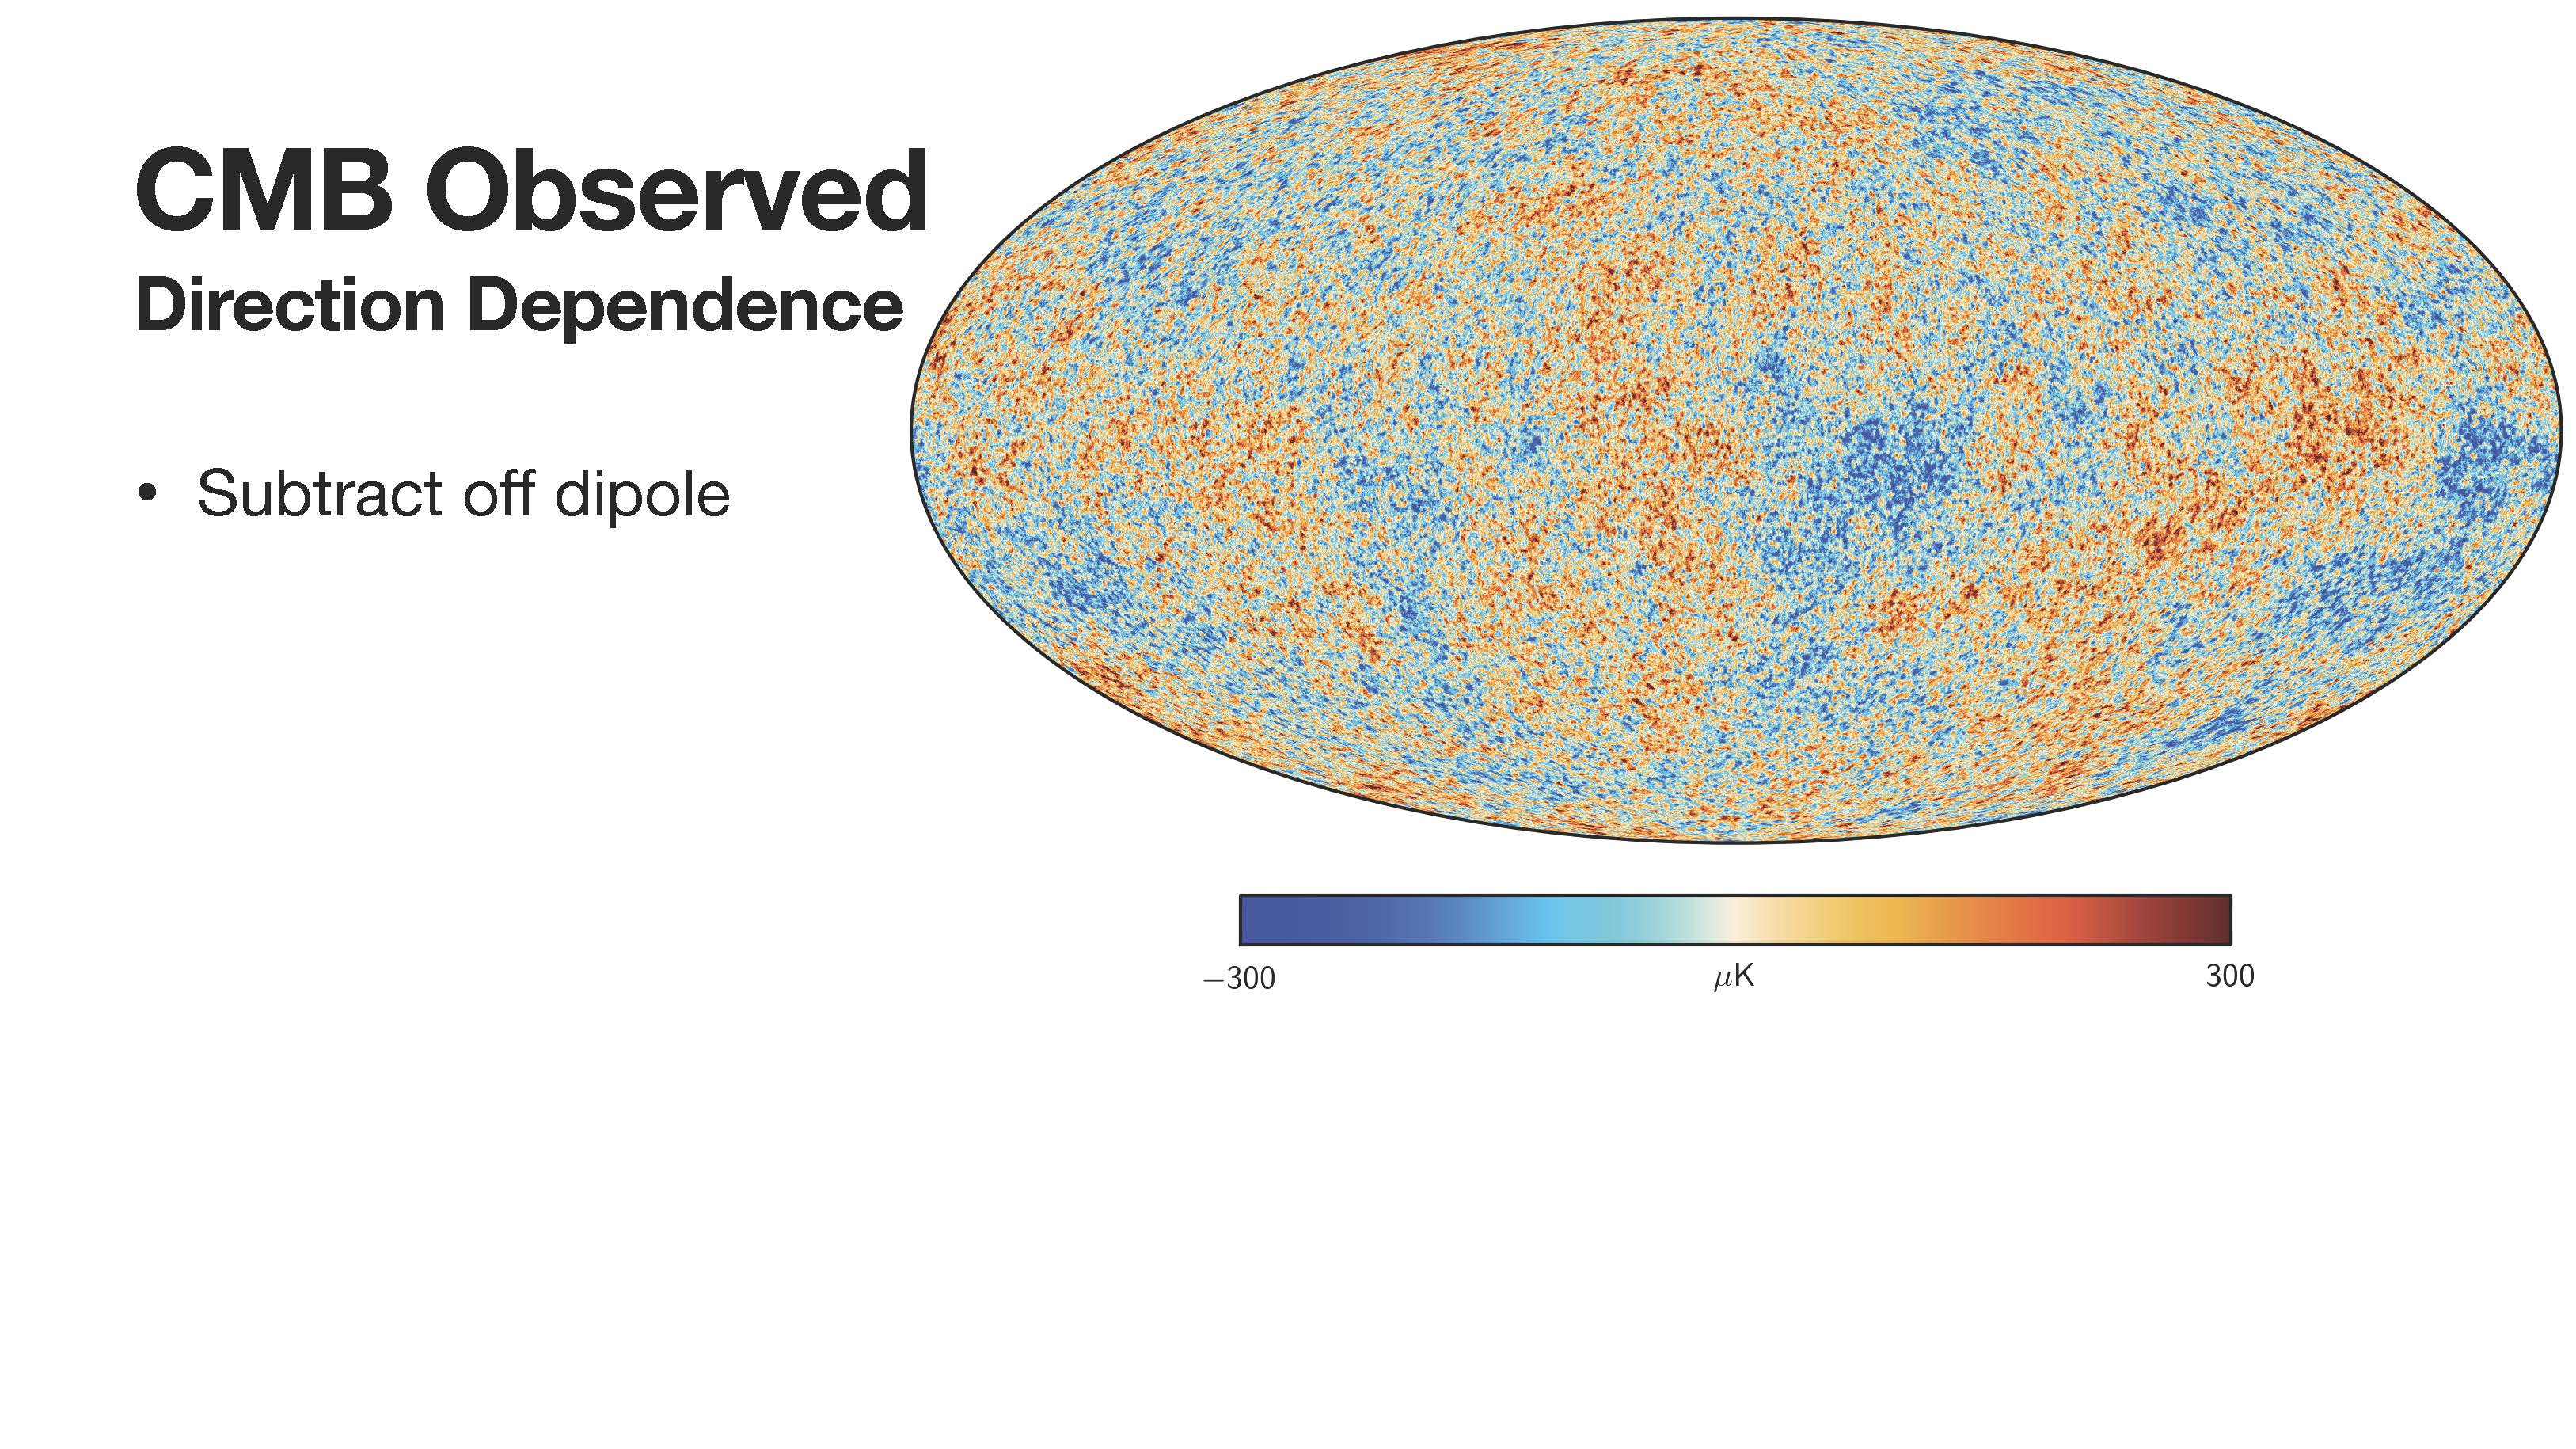 CMB Observed
Direction Dependence
• Subtract off dipole
−300 μK 300